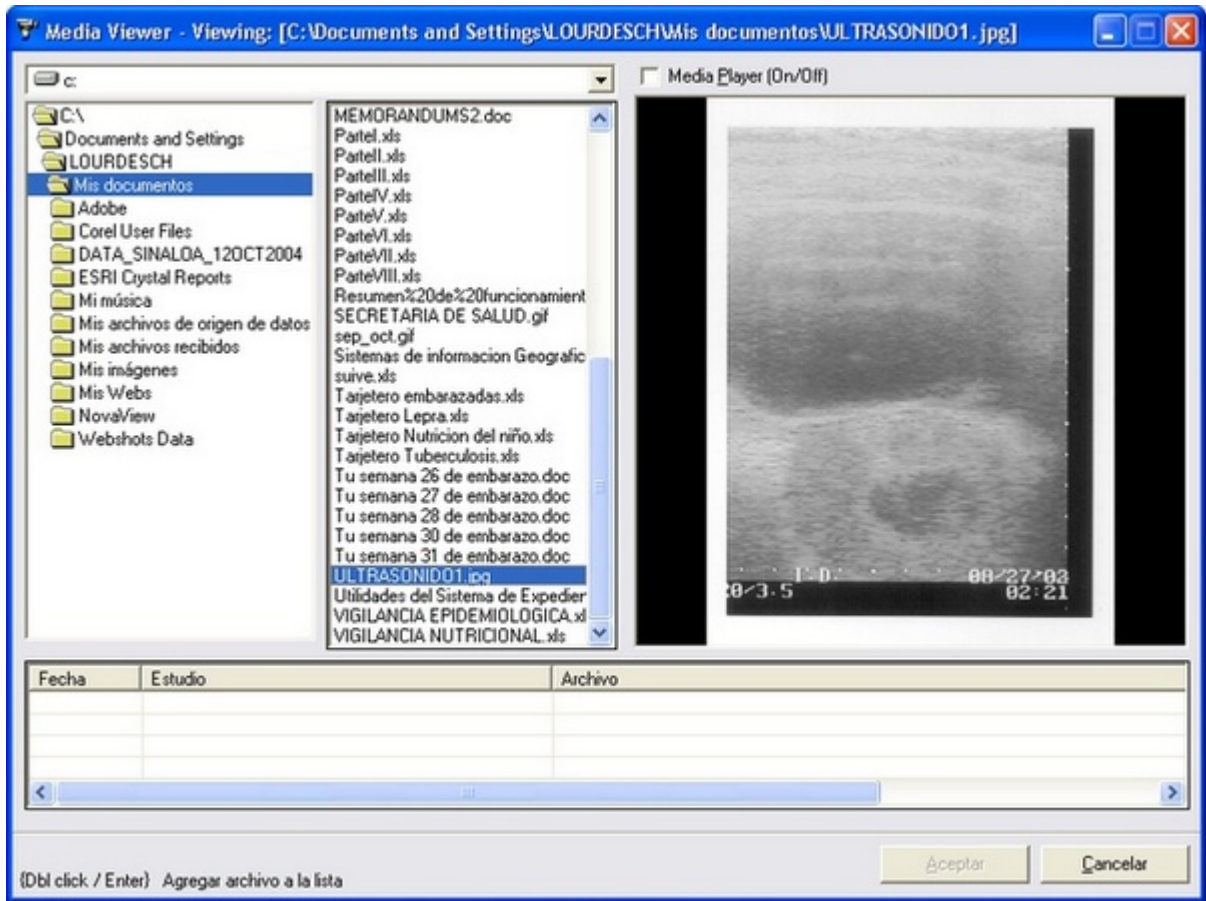 Media Viewer - Viewing: [C:\Documents and Settings\LOURDESCH\Mis documentos\ULTRASONIDO1.jpg]
c:
Media Player (On/Off)
C:\
Documents and Settings
LOURDESCH
Mis documentos
Adobe
Corel User Files
DATA_SINALOA_12OCT2004
ESRI Crystal Reports
Mi música
Mis archivos de origen de datos
Mis archivos recibidos
Mis imágenes
Mis Webs
NovaView
Webshots Data
MEMORANDUMS2.doc
ParteI.xls
ParteII.xls
ParteIII.xls
ParteIV.xls
ParteV.xls
ParteVI.xls
ParteVII.xls
ParteVIII.xls
Resumen%20de%20funcionamient
SECRETARIA DE SALUD.gif
sep_oct.gif
Sistemas de informacion Geografic
suive.xls
Tarjetero embarazadas.xls
Tarjetero Lepra.xls
Tarjetero Nutricion del niño.xls
Tarjetero Tuberculosis.xls
Tu semana 26 de embarazo.doc
Tu semana 27 de embarazo.doc
Tu semana 28 de embarazo.doc
Tu semana 30 de embarazo.doc
Tu semana 31 de embarazo.doc
ULTRASONIDO1.jpg
Utilidades del Sistema de Expedien
VIGILANCIA EPIDEMIOLOGICA.xl
VIGILANCIA NUTRICIONAL.xls
I.D. 08/27/02
0/3.5 02:21
Fecha Estudio Archivo
{Dbl click / Enter} Agregar archivo a la lista
Aceptar Cancelar